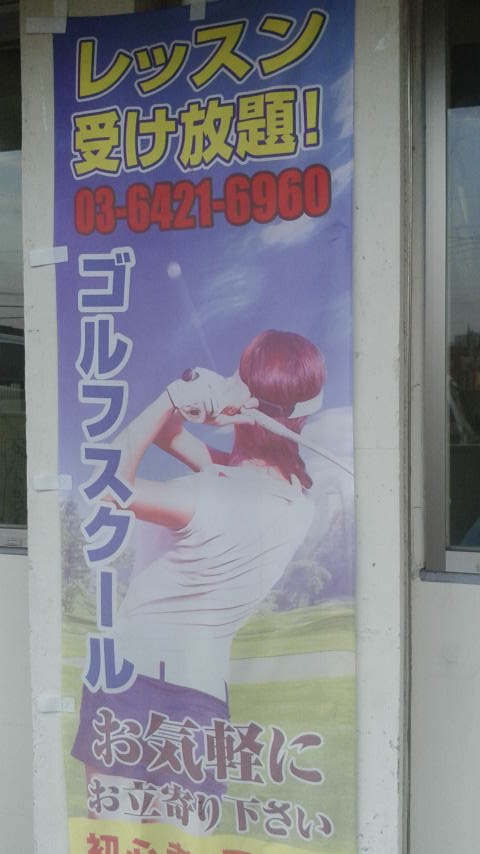 レッスン
受け放題!
03-6421-6960
ゴルフスクール
お気軽に
お立寄り下さい